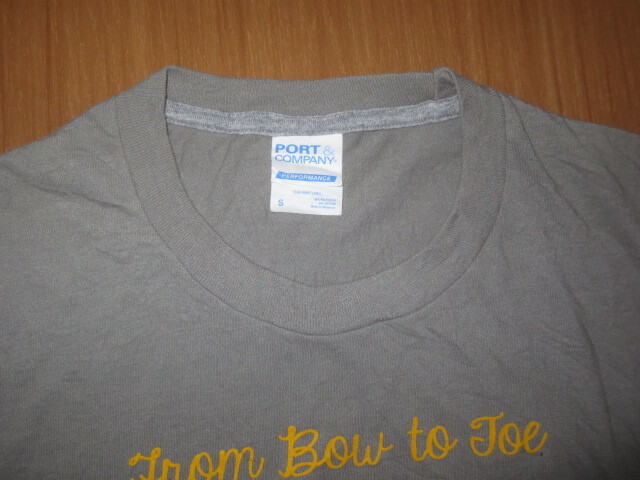 PORT &
COMPANY
PERFORMANCE
S
From Bow to Toe